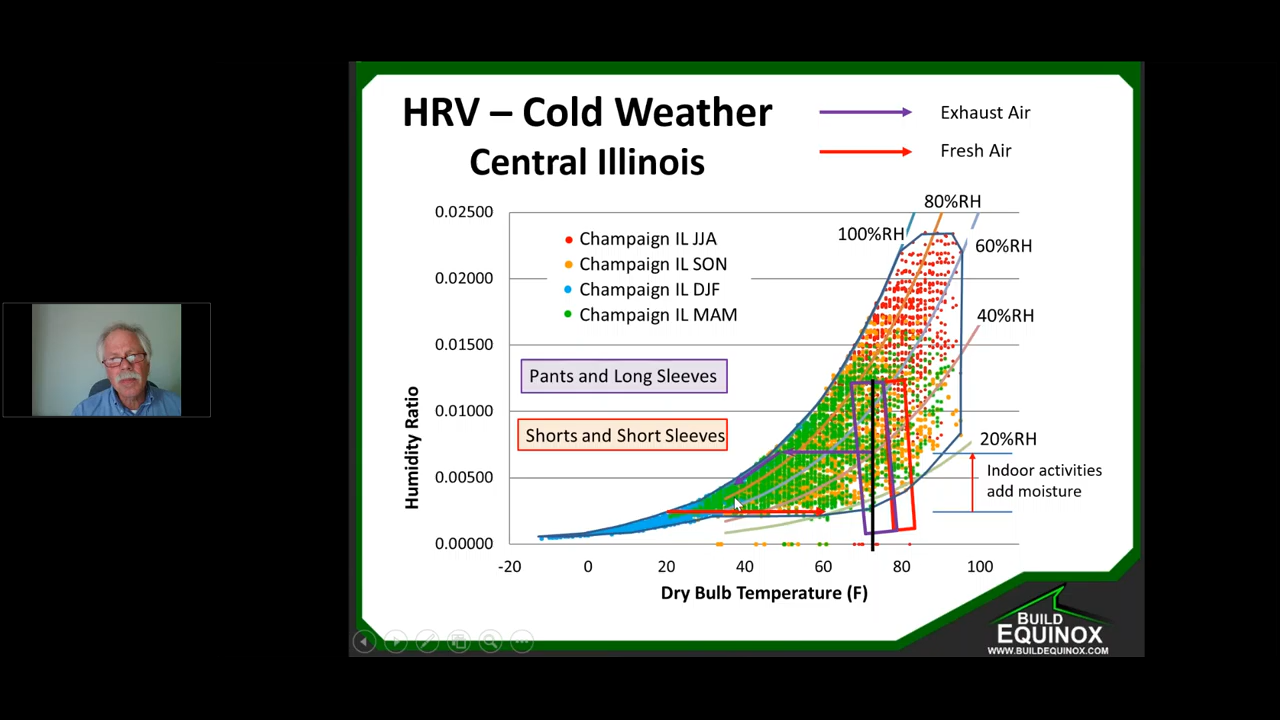 HRV – Cold Weather
Central Illinois
Exhaust Air
Fresh Air
80%RH
100%RH
60%RH
40%RH
20%RH
0.02500
0.02000
0.01500
0.01000
0.00500
0.00000
Humidity Ratio
Champaign IL JJA
Champaign IL SON
Champaign IL DJF
Champaign IL MAM
Pants and Long Sleeves
Shorts and Short Sleeves
Indoor activities
add moisture
-20 0 20 40 60 80 100
Dry Bulb Temperature (F)
BUILD
EQUINOX
WWW.BUILDEQUINOX.COM